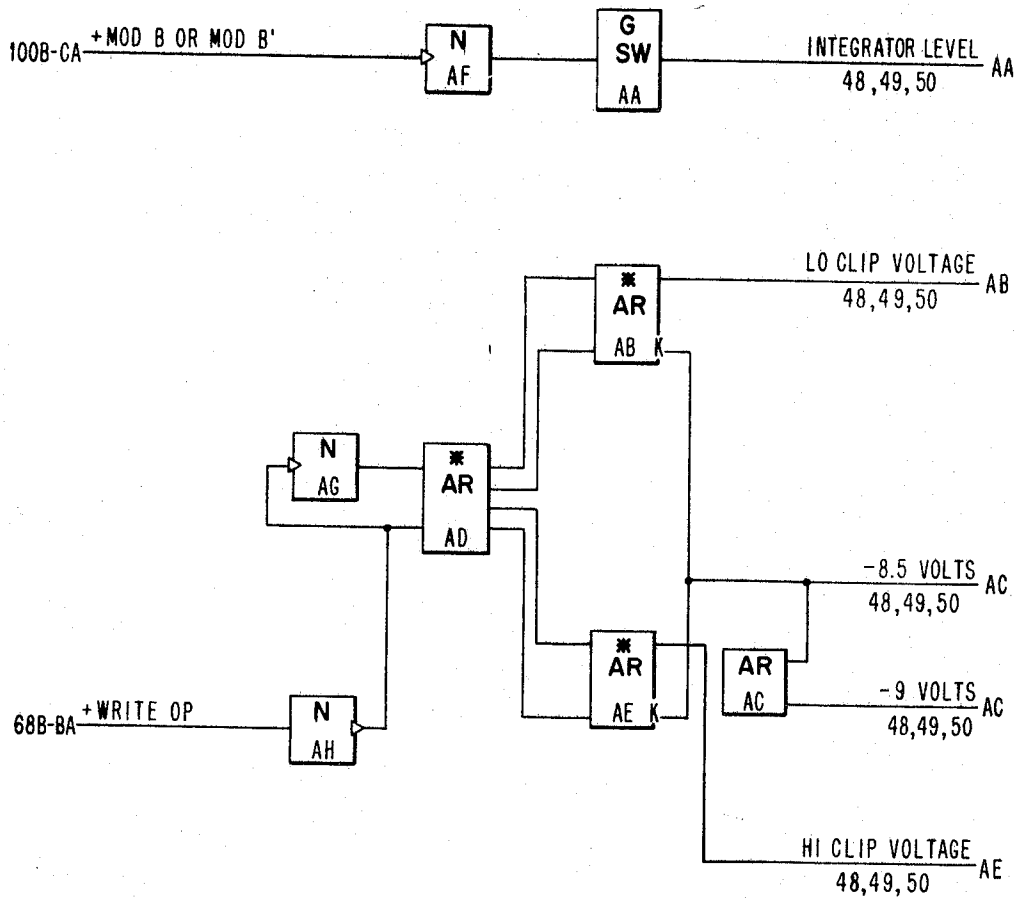 100B-CA +MOD B OR MOD B'
N
AF
G
SW
AA
INTEGRATOR LEVEL
48,49,50
AA
*
AR
AB K
LO CLIP VOLTAGE
48,49,50
AB
N
AG
*
AR
AD
-8.5 VOLTS
48,49,50
AC
*
AR
AE K
AR
AC
-9 VOLTS
48,49,50
AC
68B-BA +WRITE OP
N
AH
HI CLIP VOLTAGE
48,49,50
AE